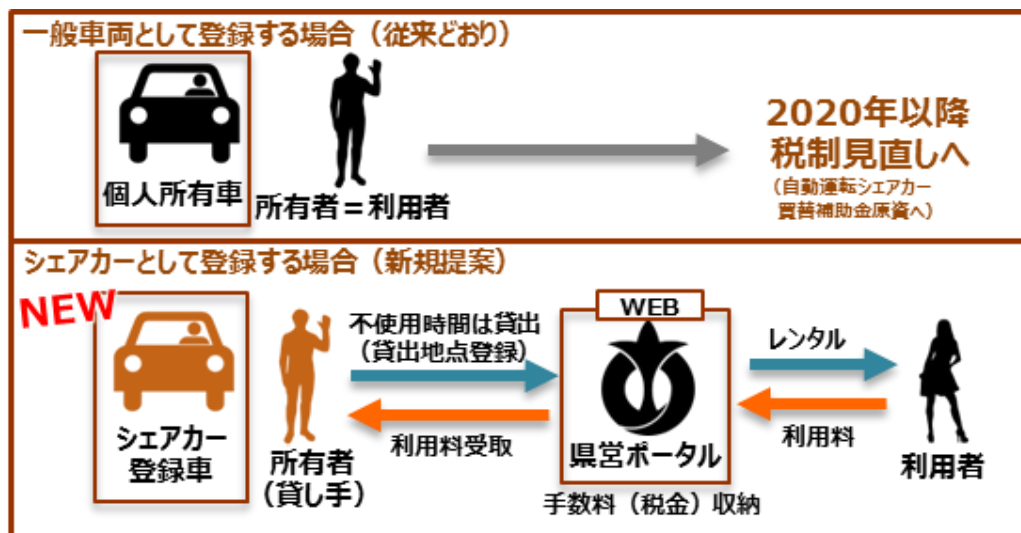 一般車両として登録する場合（従来どおり）
個人所有車
所有者＝利用者
2020年以降
税制見直しへ
（自動運転シェアカー
買替補助金原資へ）
シェアカーとして登録する場合（新規提案）
NEW
シェアカー
登録車
所有者
（貸し手）
不使用時間は貸出
（貸出地点登録）
利用料受取
WEB
県営ポータル
手数料（税金）収納
レンタル
利用料
利用者